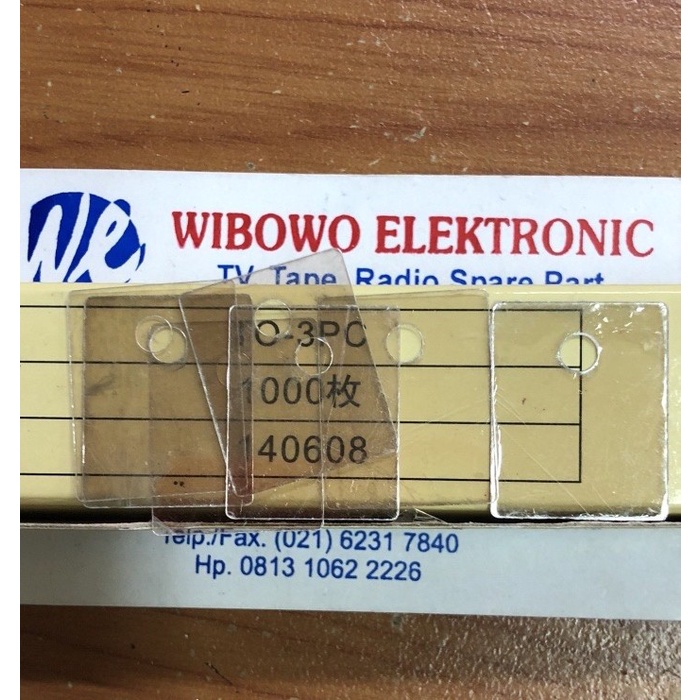 We
WIBOWO ELEKTRONIC
TV, Tape, Radio Spare Part
TO-3PC
1000枚
140608
Telp./Fax. (021) 6231 7840
Hp. 0813 1062 2226